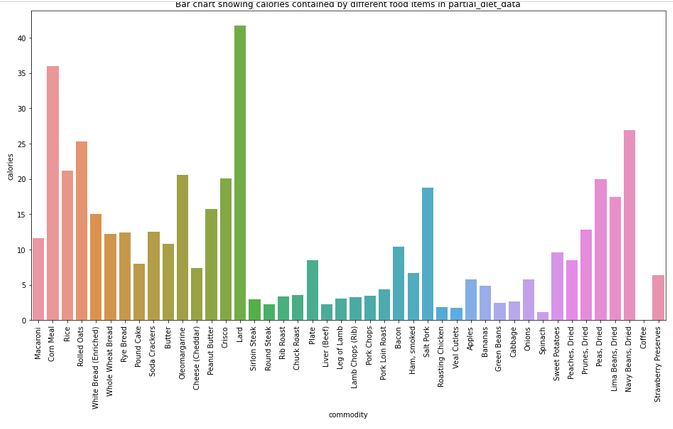 Bar chart showing calories contained by different food items in partial_diet_data
calories
40
35
30
25
20
15
10
5
0
Macaroni
Corn Meal
Rice
Rolled Oats
White Bread (Enriched)
Whole Wheat Bread
Rye Bread
Pound Cake
Soda Crackers
Butter
Oleomargarine
Cheese (Cheddar)
Peanut Butter
Crisco
Lard
Sirloin Steak
Round Steak
Rib Roast
Chuck Roast
Plate
Liver (Beef)
Leg of Lamb
Lamb Chops (Rib)
Pork Chops
Pork Loin Roast
Bacon
Ham, smoked
Salt Pork
Roasting Chicken
Veal Cutlets
Apples
Bananas
Green Beans
Cabbage
Onions
Spinach
Sweet Potatoes
Peaches, Dried
Prunes, Dried
Peas, Dried
Lima Beans, Dried
Navy Beans, Dried
Coffee
Strawberry Preserves
commodity